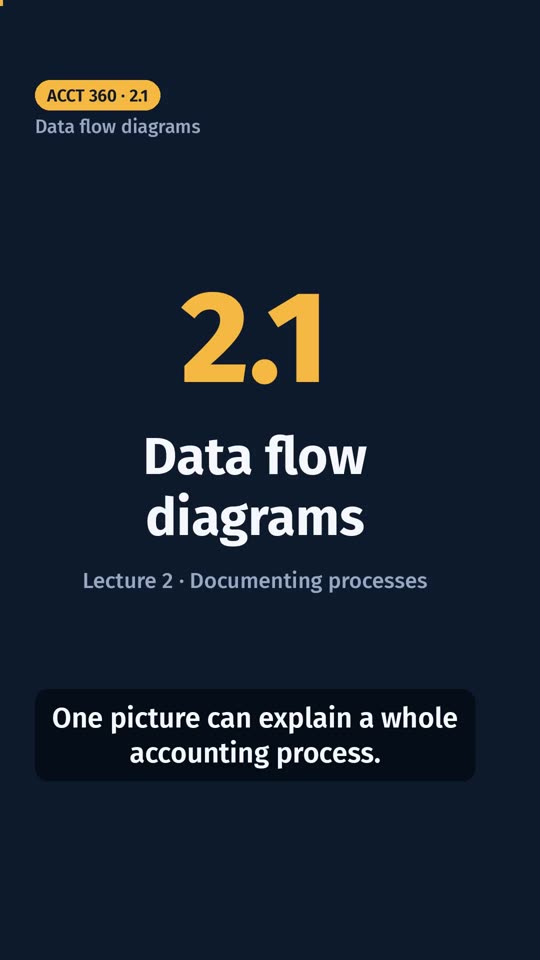 ACCT 360 · 2.1
Data flow diagrams
2.1
Data flow
diagrams
Lecture 2 · Documenting processes
One picture can explain a whole
accounting process.